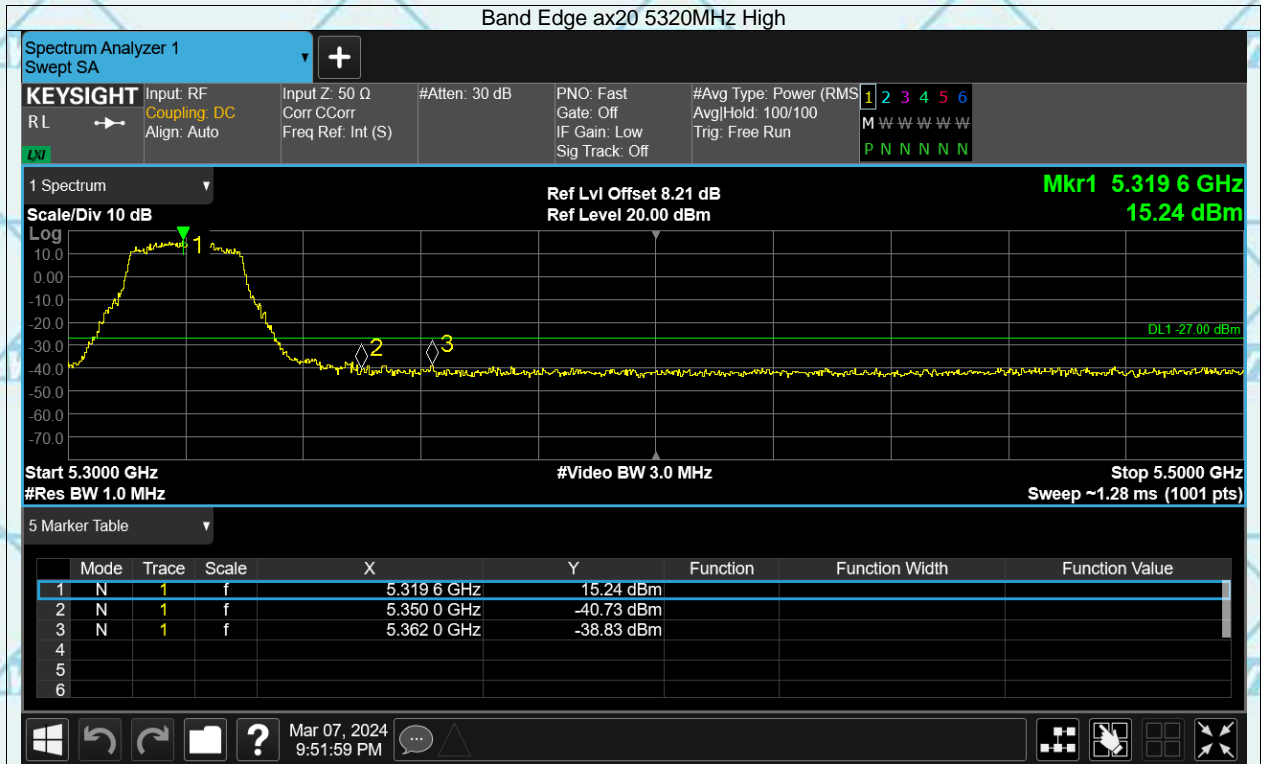 Band Edge ax20 5320MHz High
Spectrum Analyzer 1
Swept SA
+
KEYSIGHT
R L
LXI
Input: RF
Coupling: DC
Align: Auto
Input Z: 50 Ω
Corr CCorr
Freq Ref: Int (S)
#Atten: 30 dB
PNO: Fast
Gate: Off
IF Gain: Low
Sig Track: Off
#Avg Type: Power (RMS
Avg|Hold: 100/100
Trig: Free Run
1 2 3 4 5 6
M W W W W W
P N N N N N
1 Spectrum
Scale/Div 10 dB
Ref Lvl Offset 8.21 dB
Ref Level 20.00 dBm
Mkr1 5.319 6 GHz
15.24 dBm
Log
10.0
0.00
-10.0
-20.0
-30.0
-40.0
-50.0
-60.0
-70.0
1
2
3
DL1 -27.00 dBm
Start 5.3000 GHz
#Video BW 3.0 MHz
Stop 5.5000 GHz
#Res BW 1.0 MHz
Sweep ~1.28 ms (1001 pts)
5 Marker Table
Mode Trace Scale X Y Function Function Width Function Value
1 N 1 f 5.319 6 GHz 15.24 dBm
2 N 1 f 5.350 0 GHz -40.73 dBm
3 N 1 f 5.362 0 GHz -38.83 dBm
4
5
6
?
Mar 07, 2024
9:51:59 PM